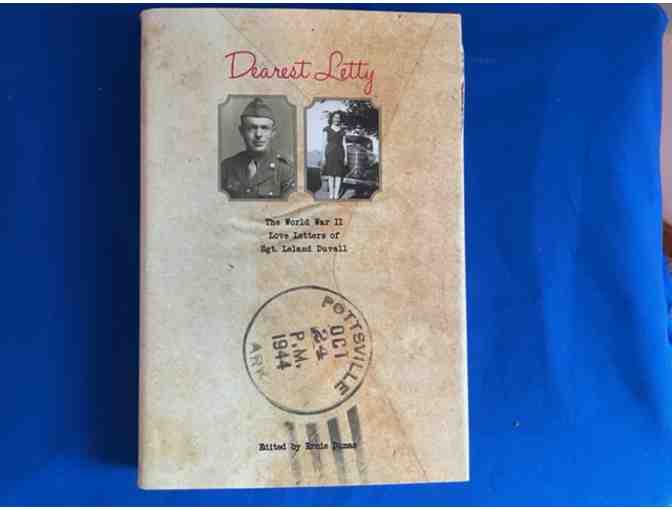 Dearest Letty
The World War II
Love Letters of
Sgt. Leland Duvall
POTTSVILLE
OCT
24
P.M.
1944
ARK
Edited by Ernie Dumas